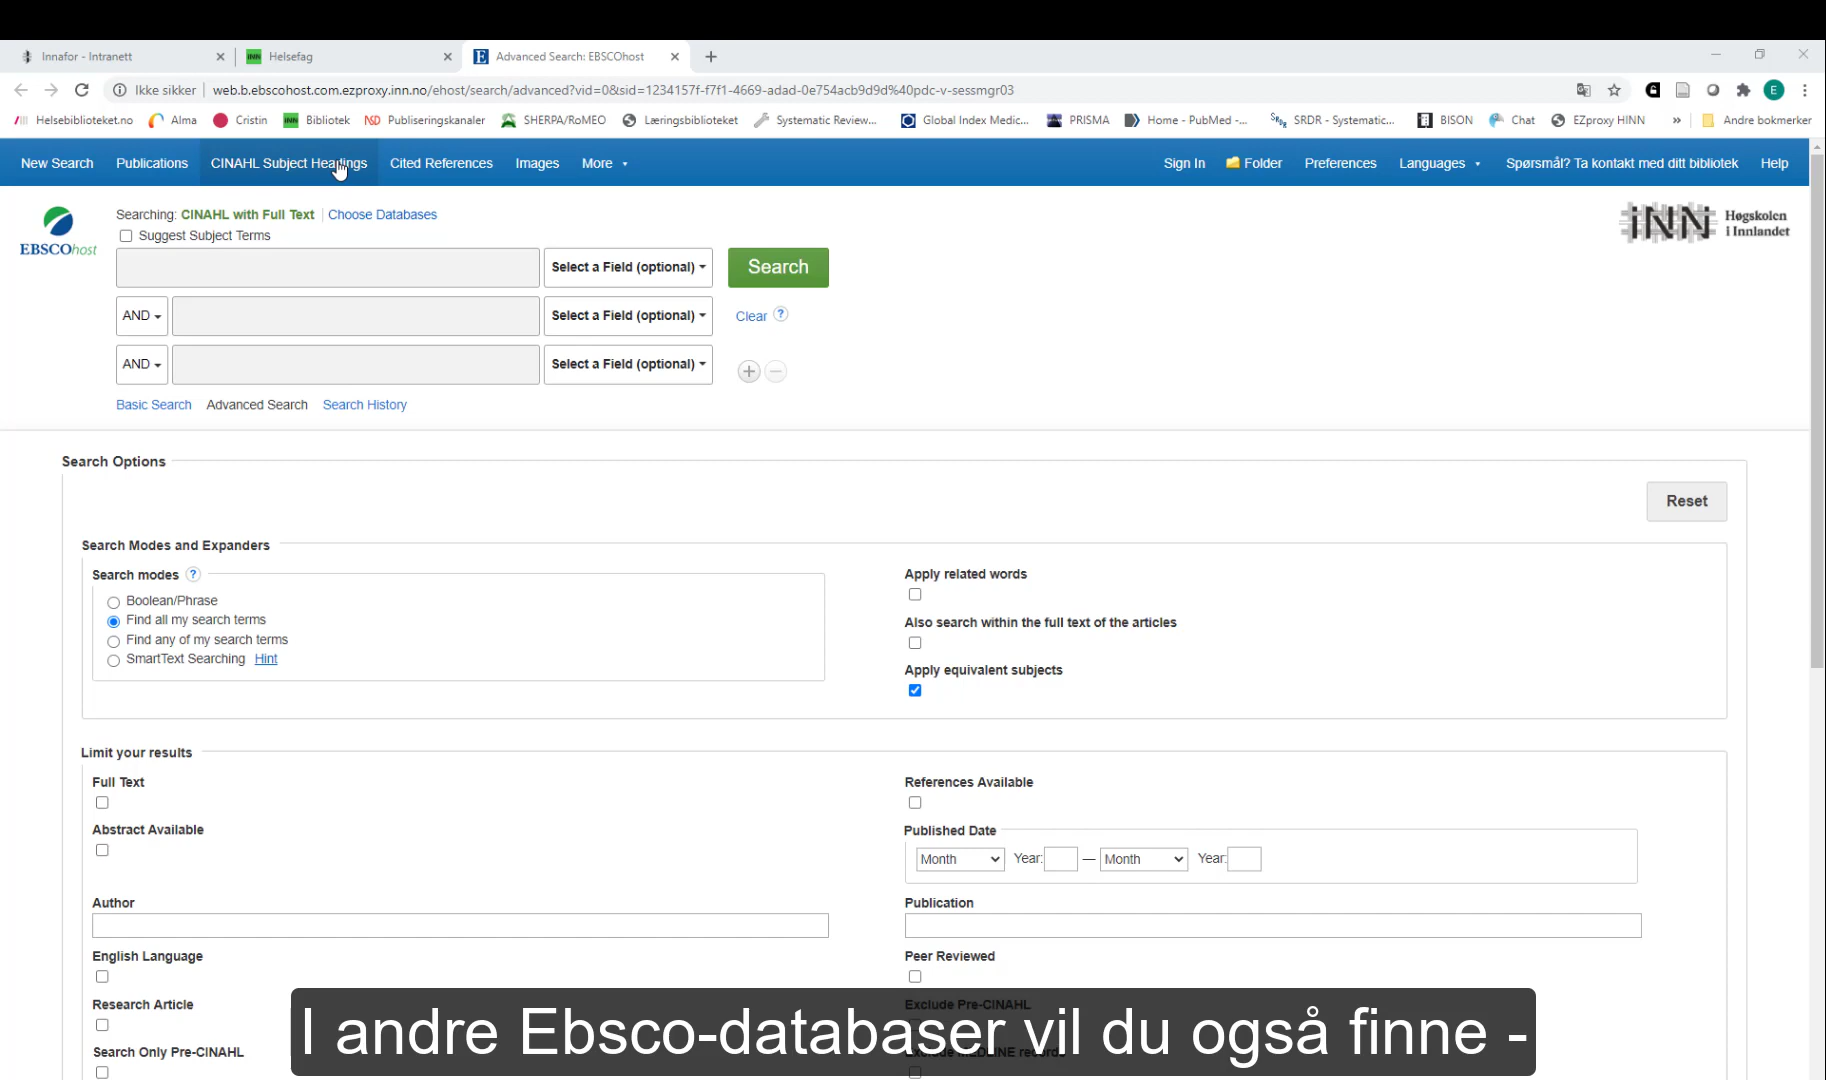 Innafor - Intranett
Helsefag
Advanced Search: EBSCOhost
Ikke sikker
web.b.ebscohost.com.ezproxy.inn.no/ehost/search/advanced?vid=0&sid=1234157f-f7f1-4669-adad-0e754acb9d9d%40pdc-v-sessmgr03
Helsebiblioteket.no Alma Cristin Bibliotek Publiseringskanaler SHERPA/RoMEO Læringsbiblioteket Systematic Review... Global Index Medic... PRISMA Home - PubMed -... SRDR - Systematic... BISON Chat EZproxy HINN » Andre bokmerker
New Search Publications CINAHL Subject Headings Cited References Images More Sign In Folder Preferences Languages Spørsmål? Ta kontakt med ditt bibliotek Help
EBSCOhost
Searching: CINAHL with Full Text Choose Databases
Suggest Subject Terms
iNN Høgskolen i Innlandet
Select a Field (optional) Search
AND Select a Field (optional) Clear ?
AND Select a Field (optional)
Basic Search Advanced Search Search History
Search Options
Reset
Search Modes and Expanders
Search modes ?
Boolean/Phrase
Find all my search terms
Find any of my search terms
SmartText Searching Hint
Apply related words
Also search within the full text of the articles
Apply equivalent subjects
Limit your results
Full Text
References Available
Abstract Available
Published Date
Month Year: — Month Year:
Author
Publication
English Language
Peer Reviewed
Research Article
Exclude Pre-CINAHL
Search Only Pre-CINAHL
Exclude MEDLINE records
I andre Ebsco-databaser vil du også finne -